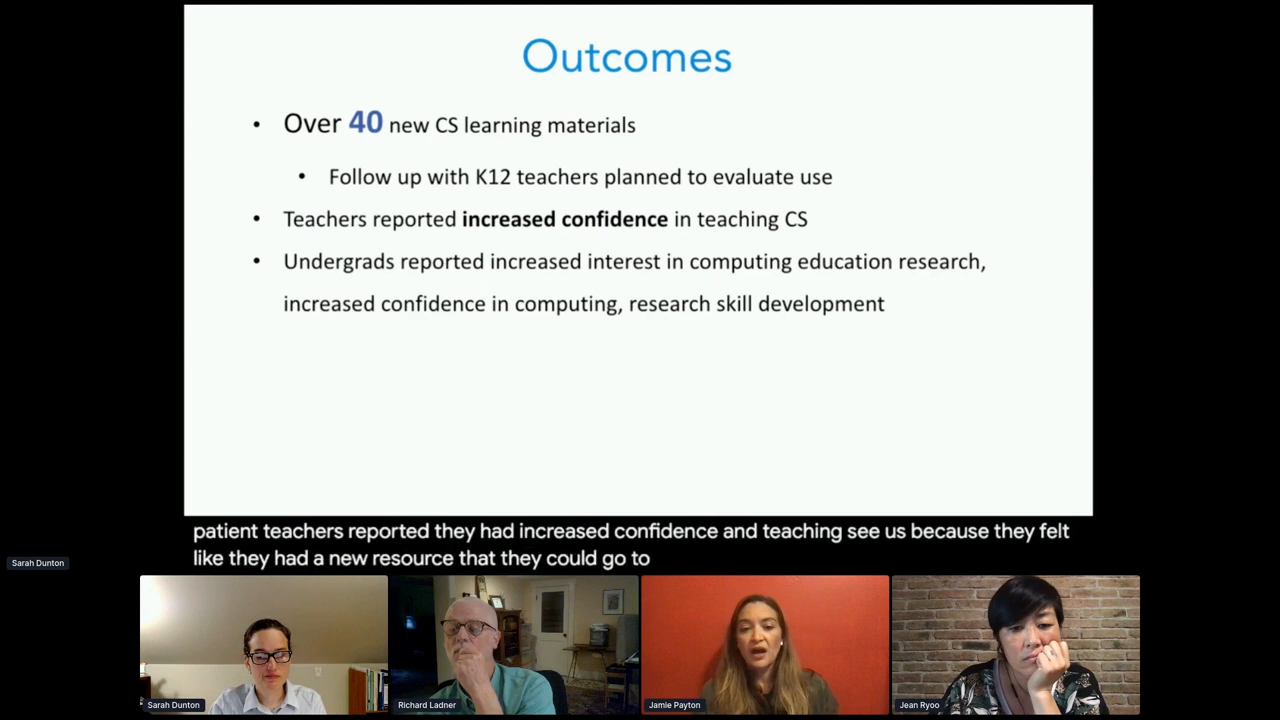 Outcomes
• Over 40 new CS learning materials
• Follow up with K12 teachers planned to evaluate use
• Teachers reported increased confidence in teaching CS
• Undergrads reported increased interest in computing education research,
increased confidence in computing, research skill development
patient teachers reported they had increased confidence and teaching see us because they felt
like they had a new resource that they could go to
Sarah Dunton
Sarah Dunton
Richard Ladner
Jamie Payton
Jean Ryoo